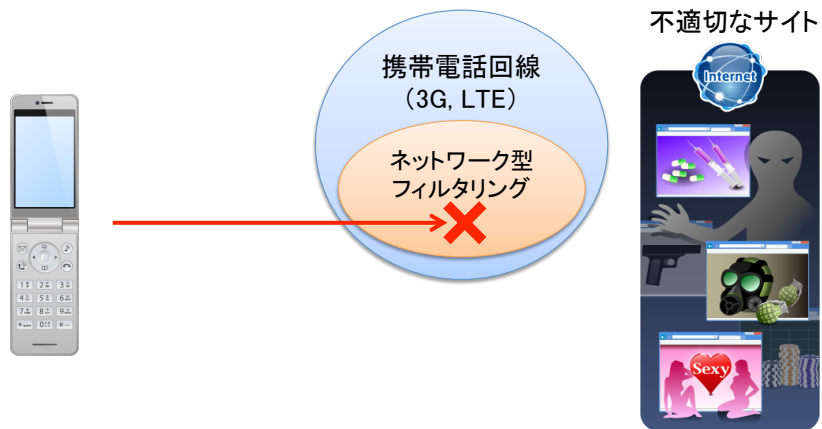 不適切なサイト
Internet
携帯電話回線
（3G, LTE）
ネットワーク型
フィルタリング
Sexy